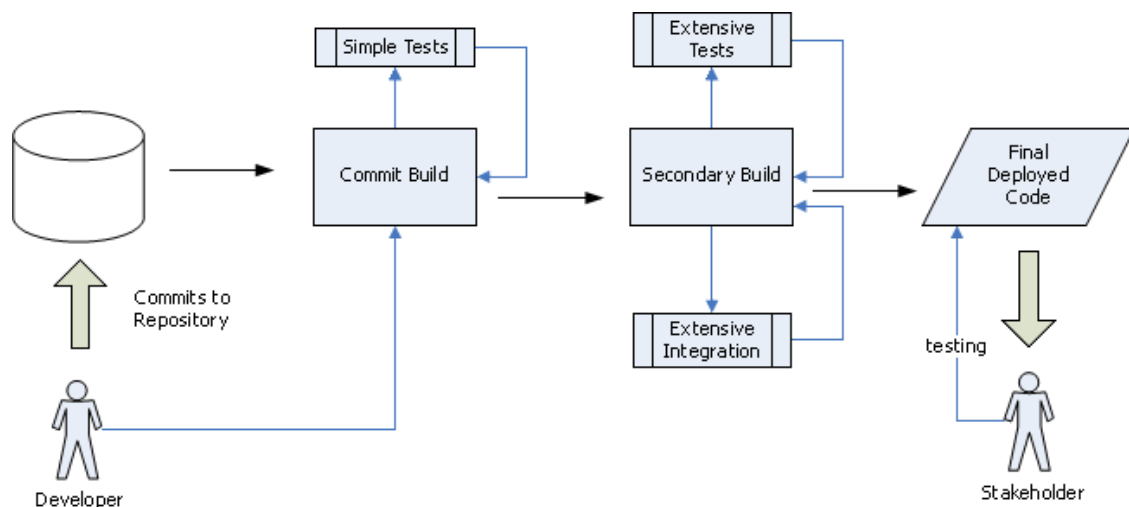 Simple Tests
Extensive
Tests
Commit Build
Secondary Build
Final
Deployed
Code
Commits to
Repository
Extensive
Integration
testing
Developer
Stakeholder